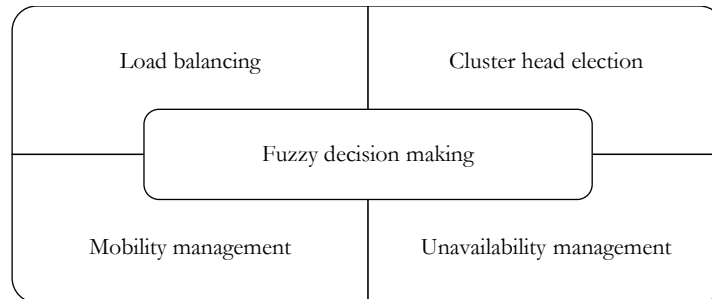 Load balancing
Cluster head election
Fuzzy decision making
Mobility management
Unavailability management